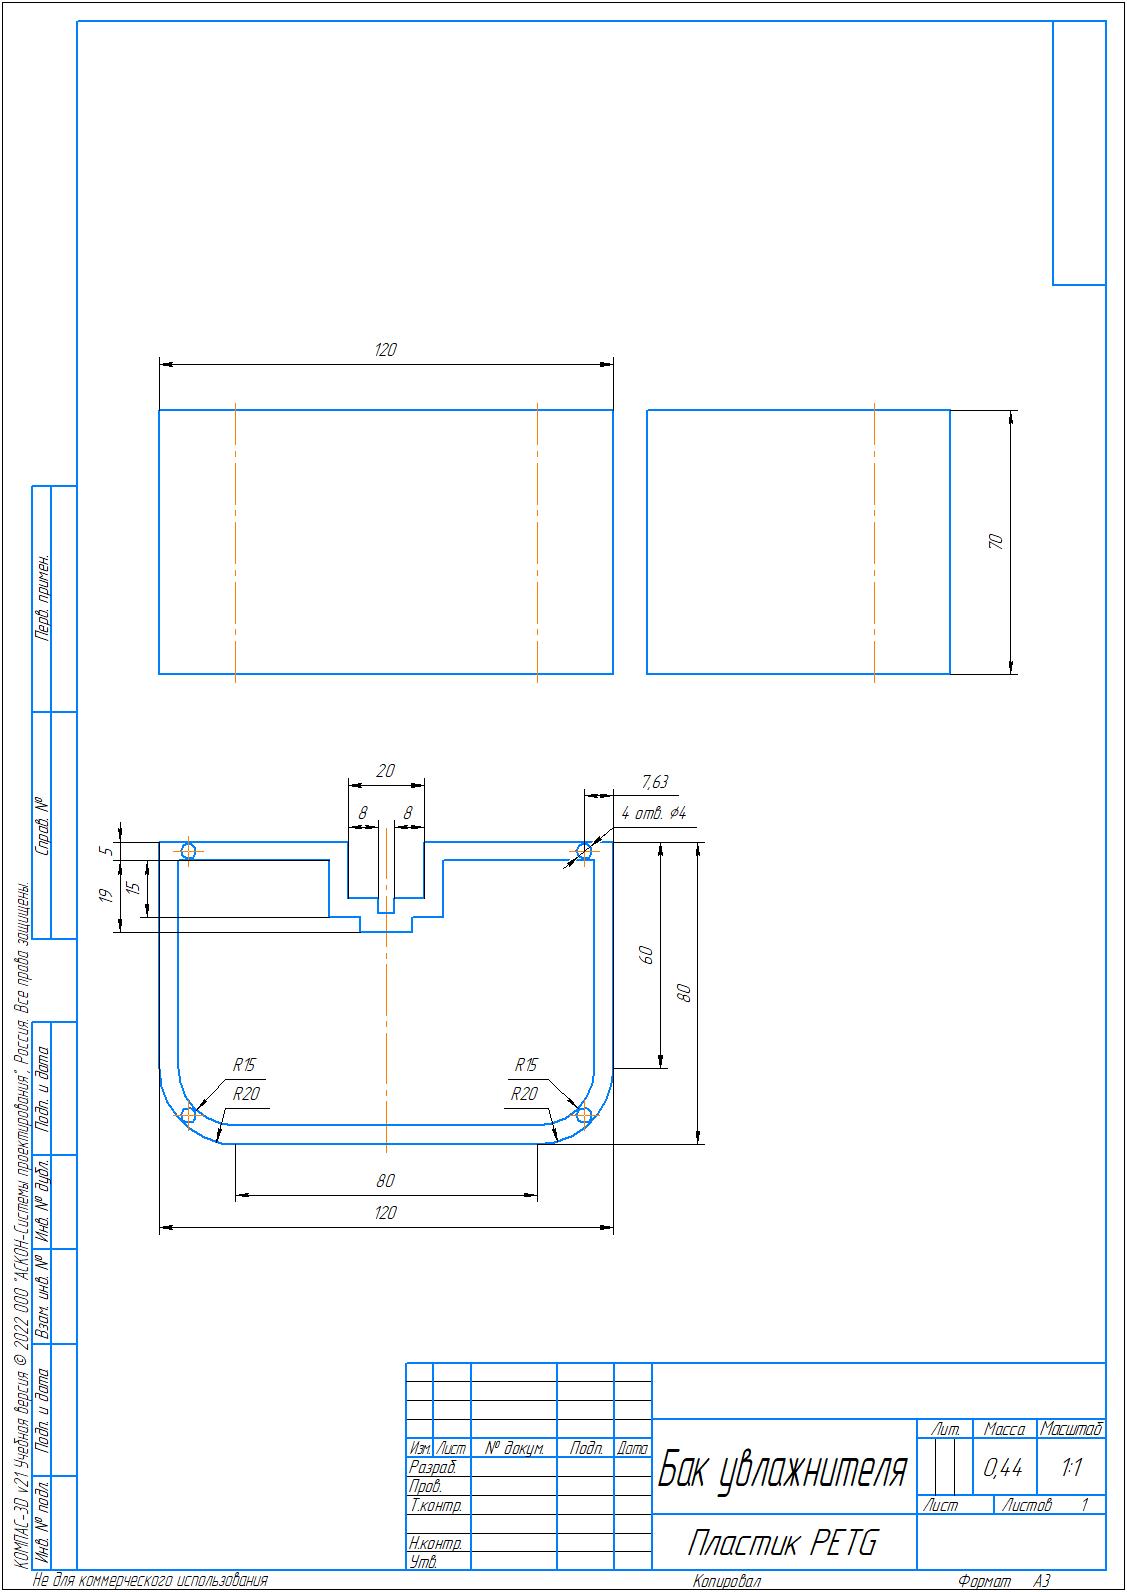 120
70
20
8
8
7,63
4 отв. ϕ4
5
19
15
60
80
R15
R20
R15
R20
80
120
Перв. примен.
Справ. №
Подп. и дата
Инв. № дубл.
Взам. инв. №
Подп. и дата
Инв. № подл.
КОМПАС-3D v21 Учебная версия © 2022 ООО "АСКОН-Системы проектирования", Россия. Все права защищены.
Изм. Лист № докум. Подп. Дата
Разраб.
Пров.
Т.контр.
Н.контр.
Утв.
Бак увлажнителя
Пластик PETG
Лит. Масса Масштаб
0,44 1:1
Лист Листов 1
Не для коммерческого использования
Копировал
Формат А3